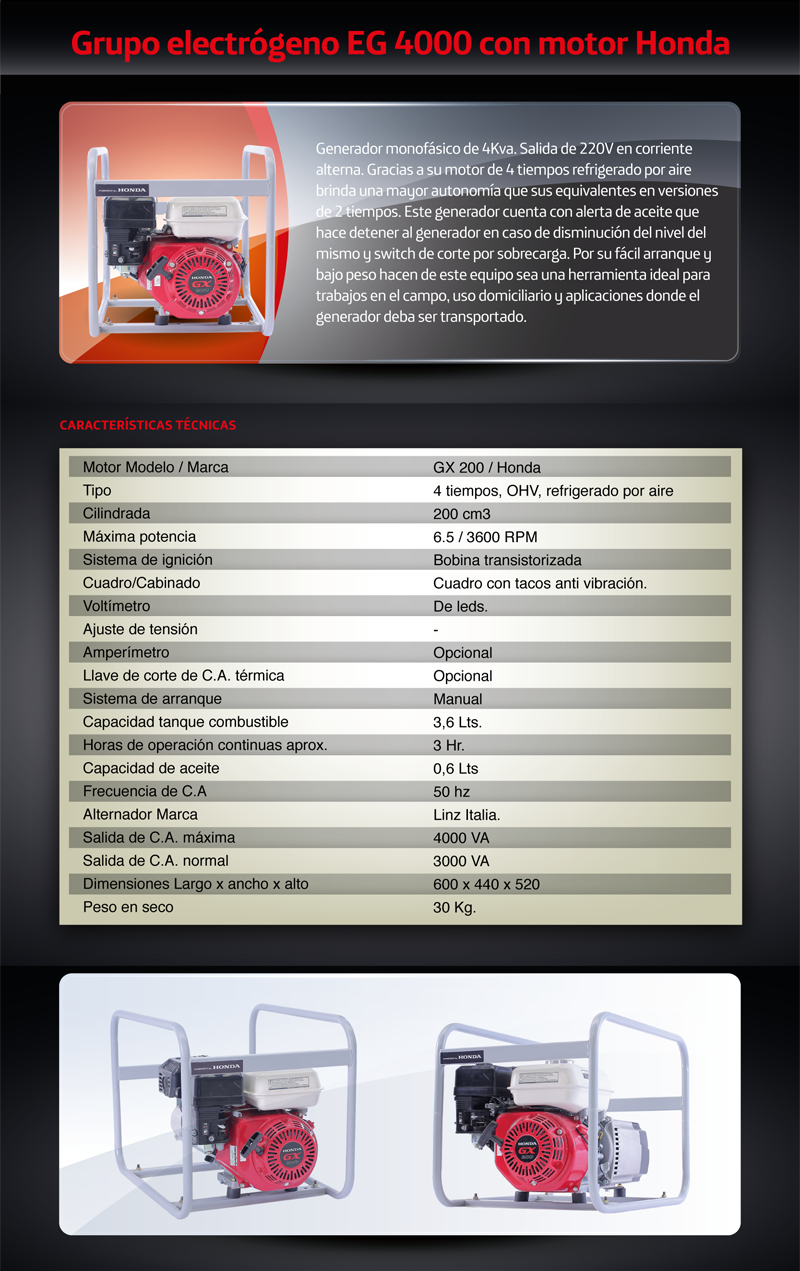 Grupo electrógeno EG 4000 con motor Honda
Generador monofásico de 4Kva. Salida de 220V en corriente
alterna. Gracias a su motor de 4 tiempos refrigerado por aire
brinda una mayor autonomía que sus equivalentes en versiones
de 2 tiempos. Este generador cuenta con alerta de aceite que
hace detener al generador en caso de disminución del nivel del
mismo y switch de corte por sobrecarga. Por su fácil arranque y
bajo peso hacen de este equipo sea una herramienta ideal para
trabajos en el campo, uso domiciliario y aplicaciones donde el
generador deba ser transportado.
POWERED by HONDA
HONDA
GX
CARACTERÍSTICAS TÉCNICAS
Motor Modelo / Marca GX 200 / Honda
Tipo 4 tiempos, OHV, refrigerado por aire
Cilindrada 200 cm3
Máxima potencia 6.5 / 3600 RPM
Sistema de ignición Bobina transistorizada
Cuadro/Cabinado Cuadro con tacos anti vibración.
Voltímetro De leds.
Ajuste de tensión -
Amperímetro Opcional
Llave de corte de C.A. térmica Opcional
Sistema de arranque Manual
Capacidad tanque combustible 3,6 Lts.
Horas de operación continuas aprox. 3 Hr.
Capacidad de aceite 0,6 Lts
Frecuencia de C.A 50 hz
Alternador Marca Linz Italia.
Salida de C.A. máxima 4000 VA
Salida de C.A. normal 3000 VA
Dimensiones Largo x ancho x alto 600 x 440 x 520
Peso en seco 30 Kg.
POWERED by HONDA
HONDA
GX
POWERED by HONDA
HONDA
GX
200